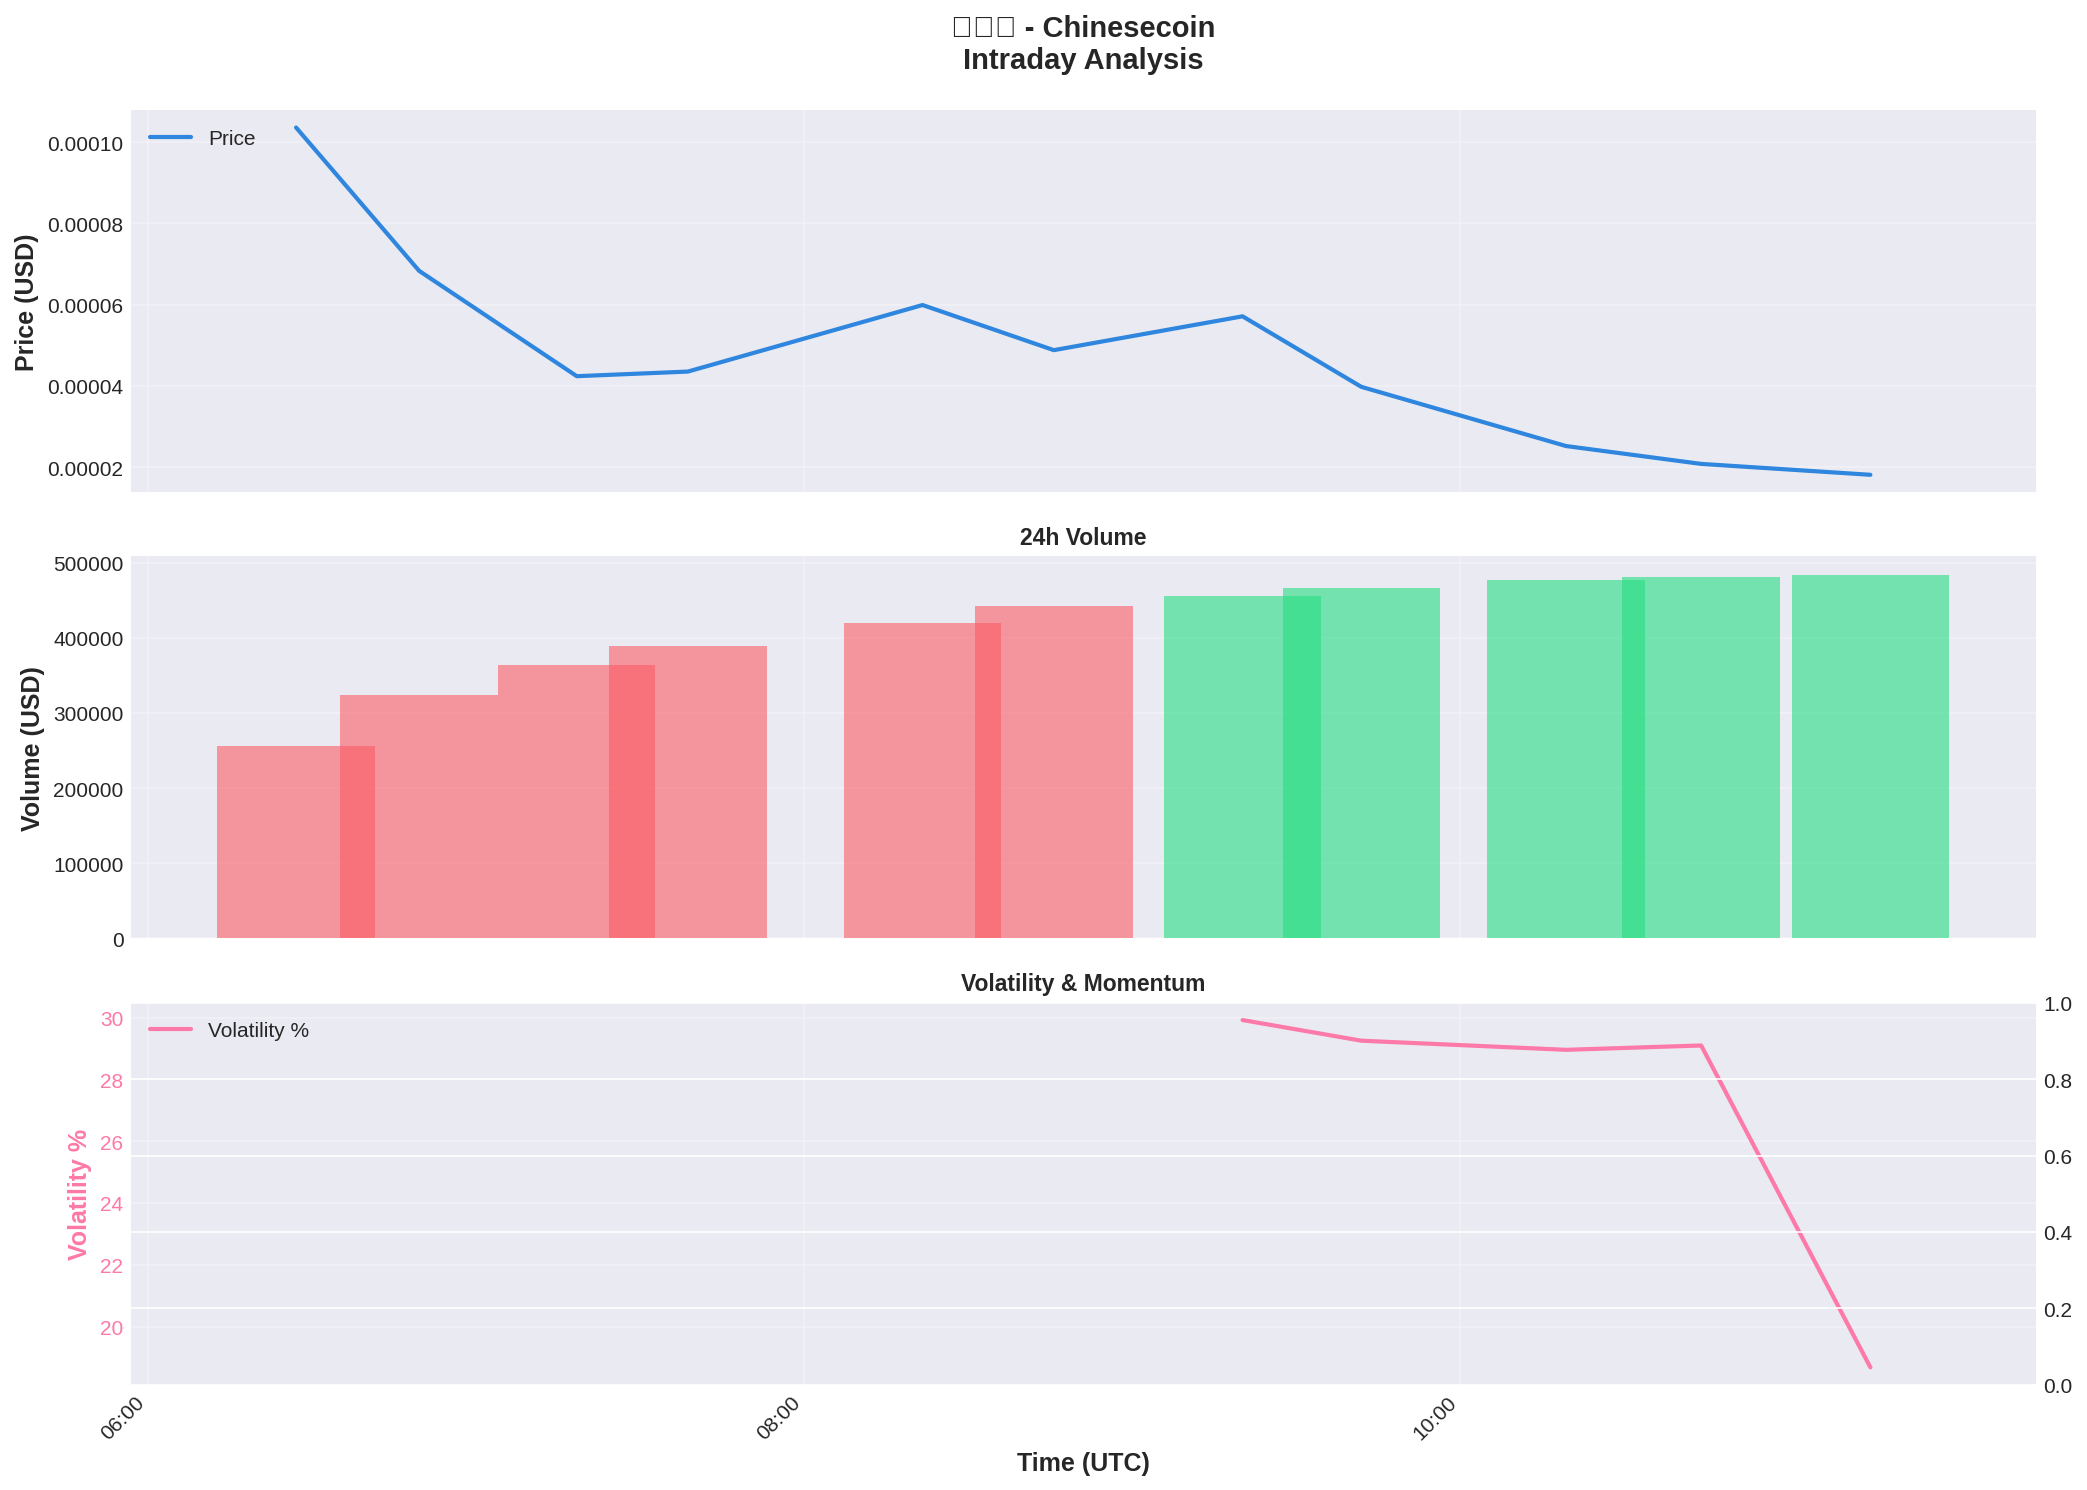 □□□ - Chinesecoin
Intraday Analysis
Price
Price (USD)
0.00010
0.00008
0.00006
0.00004
0.00002
24h Volume
Volume (USD)
500000
400000
300000
200000
100000
0
Volatility & Momentum
Volatility %
Volatility %
30
28
26
24
22
20
1.0
0.8
0.6
0.4
0.2
0.0
06:00
08:00
10:00
Time (UTC)